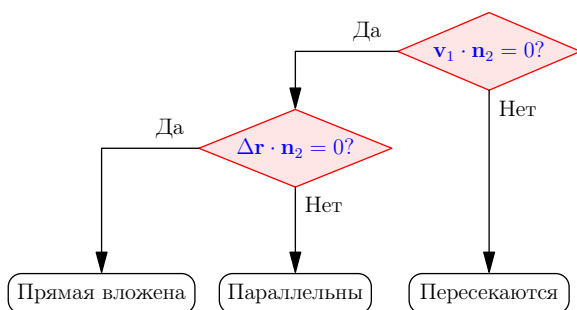 Да
v₁ · n₂ = 0?
Нет
Да
Δr · n₂ = 0?
Нет
Прямая вложена
Параллельны
Пересекаются